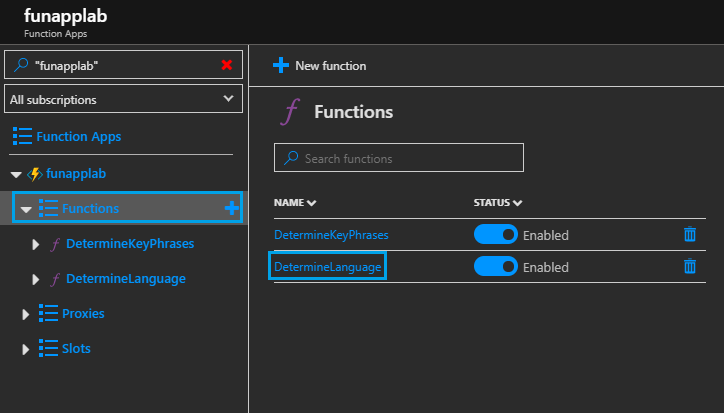 funapplab
Function Apps
"funapplab"
All subscriptions
Function Apps
funapplab
Functions
DetermineKeyPhrases
DetermineLanguage
Proxies
Slots
New function
Functions
Search functions
NAME STATUS
DetermineKeyPhrases Enabled
DetermineLanguage Enabled